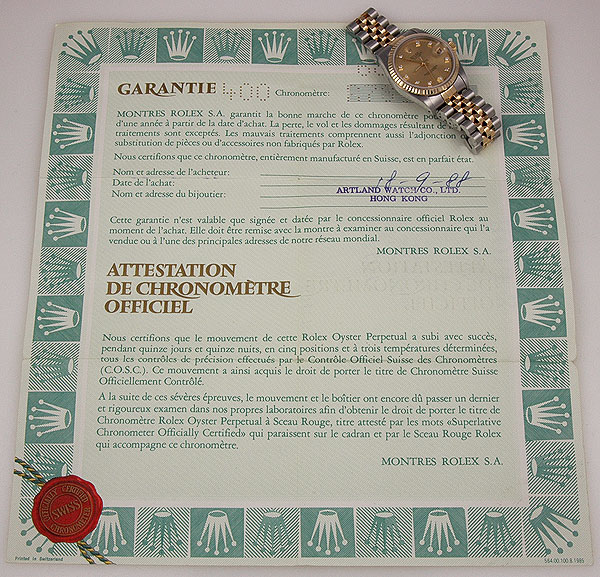 GARANTIE 400 Chronomètre:
MONTRES ROLEX S.A. garantit la bonne marche de ce chronomètre
d'une année à partir de la date d'achat. La perte, le vol et les dommages résultant de
traitements sont exceptés. Les mauvais traitements comprennent aussi l'adjonction
substitution de pièces ou d'accessoires non fabriqués par Rolex.
Nous certifions que ce chronomètre, entièrement manufacturé en Suisse, est en parfait état.
Nom et adresse de l'acheteur:
Date de l'achat: 18-9-88
Nom et adresse du bijoutier: ARTLAND WATCH CO., LTD.
HONG KONG
Cette garantie n'est valable que signée et datée par le concessionaire officiel Rolex au
moment de l'achat. Elle doit être remise avec la montre à examiner au concessionnaire qui l'a
vendue ou à l'une des principales adresses de notre réseau mondial.
MONTRES ROLEX S.A.
ATTESTATION
DE CHRONOMÈTRE
OFFICIEL
Nous certifions que le mouvement de cette Rolex Oyster Perpetual a subi avec succès,
pendant quinze jours et quinze nuits, en cinq positions et à trois températures déterminées,
tous les contrôles de précision effectués par le Contrôle Officiel Suisse des Chronomètres
(C.O.S.C.). Ce mouvement a ainsi acquis le droit de porter le titre de Chronomètre Suisse
Officiellement Contrôlé.
A la suite de ces sévères épreuves, le mouvement et le boîtier ont encore dû passer un dernier
et rigoureux examen dans nos propres laboratoires afin d'obtenir le droit de porter le titre de
Chronomètre Rolex Oyster Perpetual à Sceau Rouge, titre attesté par les mots «Superlative
Chronometer Officially Certified» qui paraissent sur le cadran et par le Sceau Rouge Rolex
qui accompagne ce chronomètre.
MONTRES ROLEX S.A.
OFFICIALLY CERTIFIED
SWISS
CHRONOMETER
Printed in Switzerland
564.00.100.8.1985